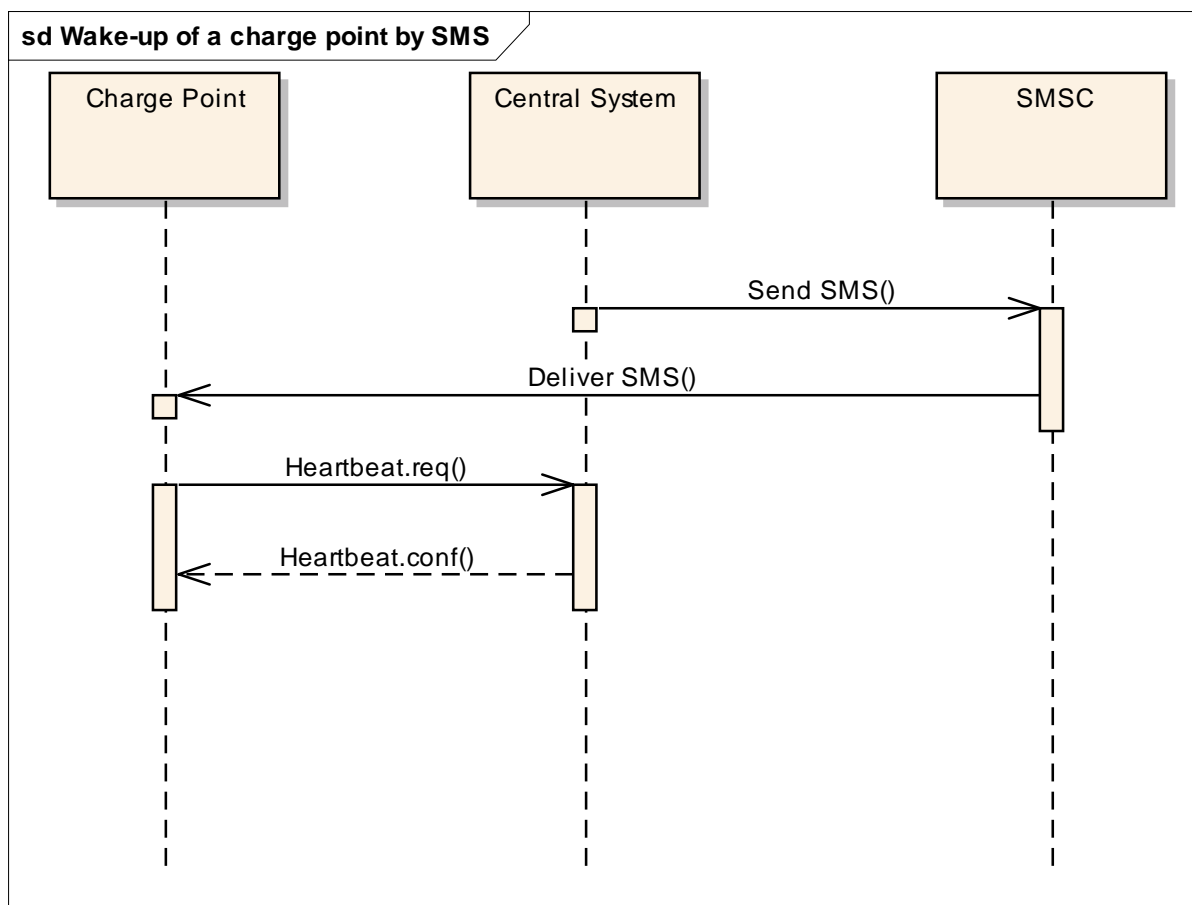 sd Wake-up of a charge point by SMS
Charge Point
Central System
SMSC
Send SMS()
Deliver SMS()
Heartbeat.req()
Heartbeat.conf()